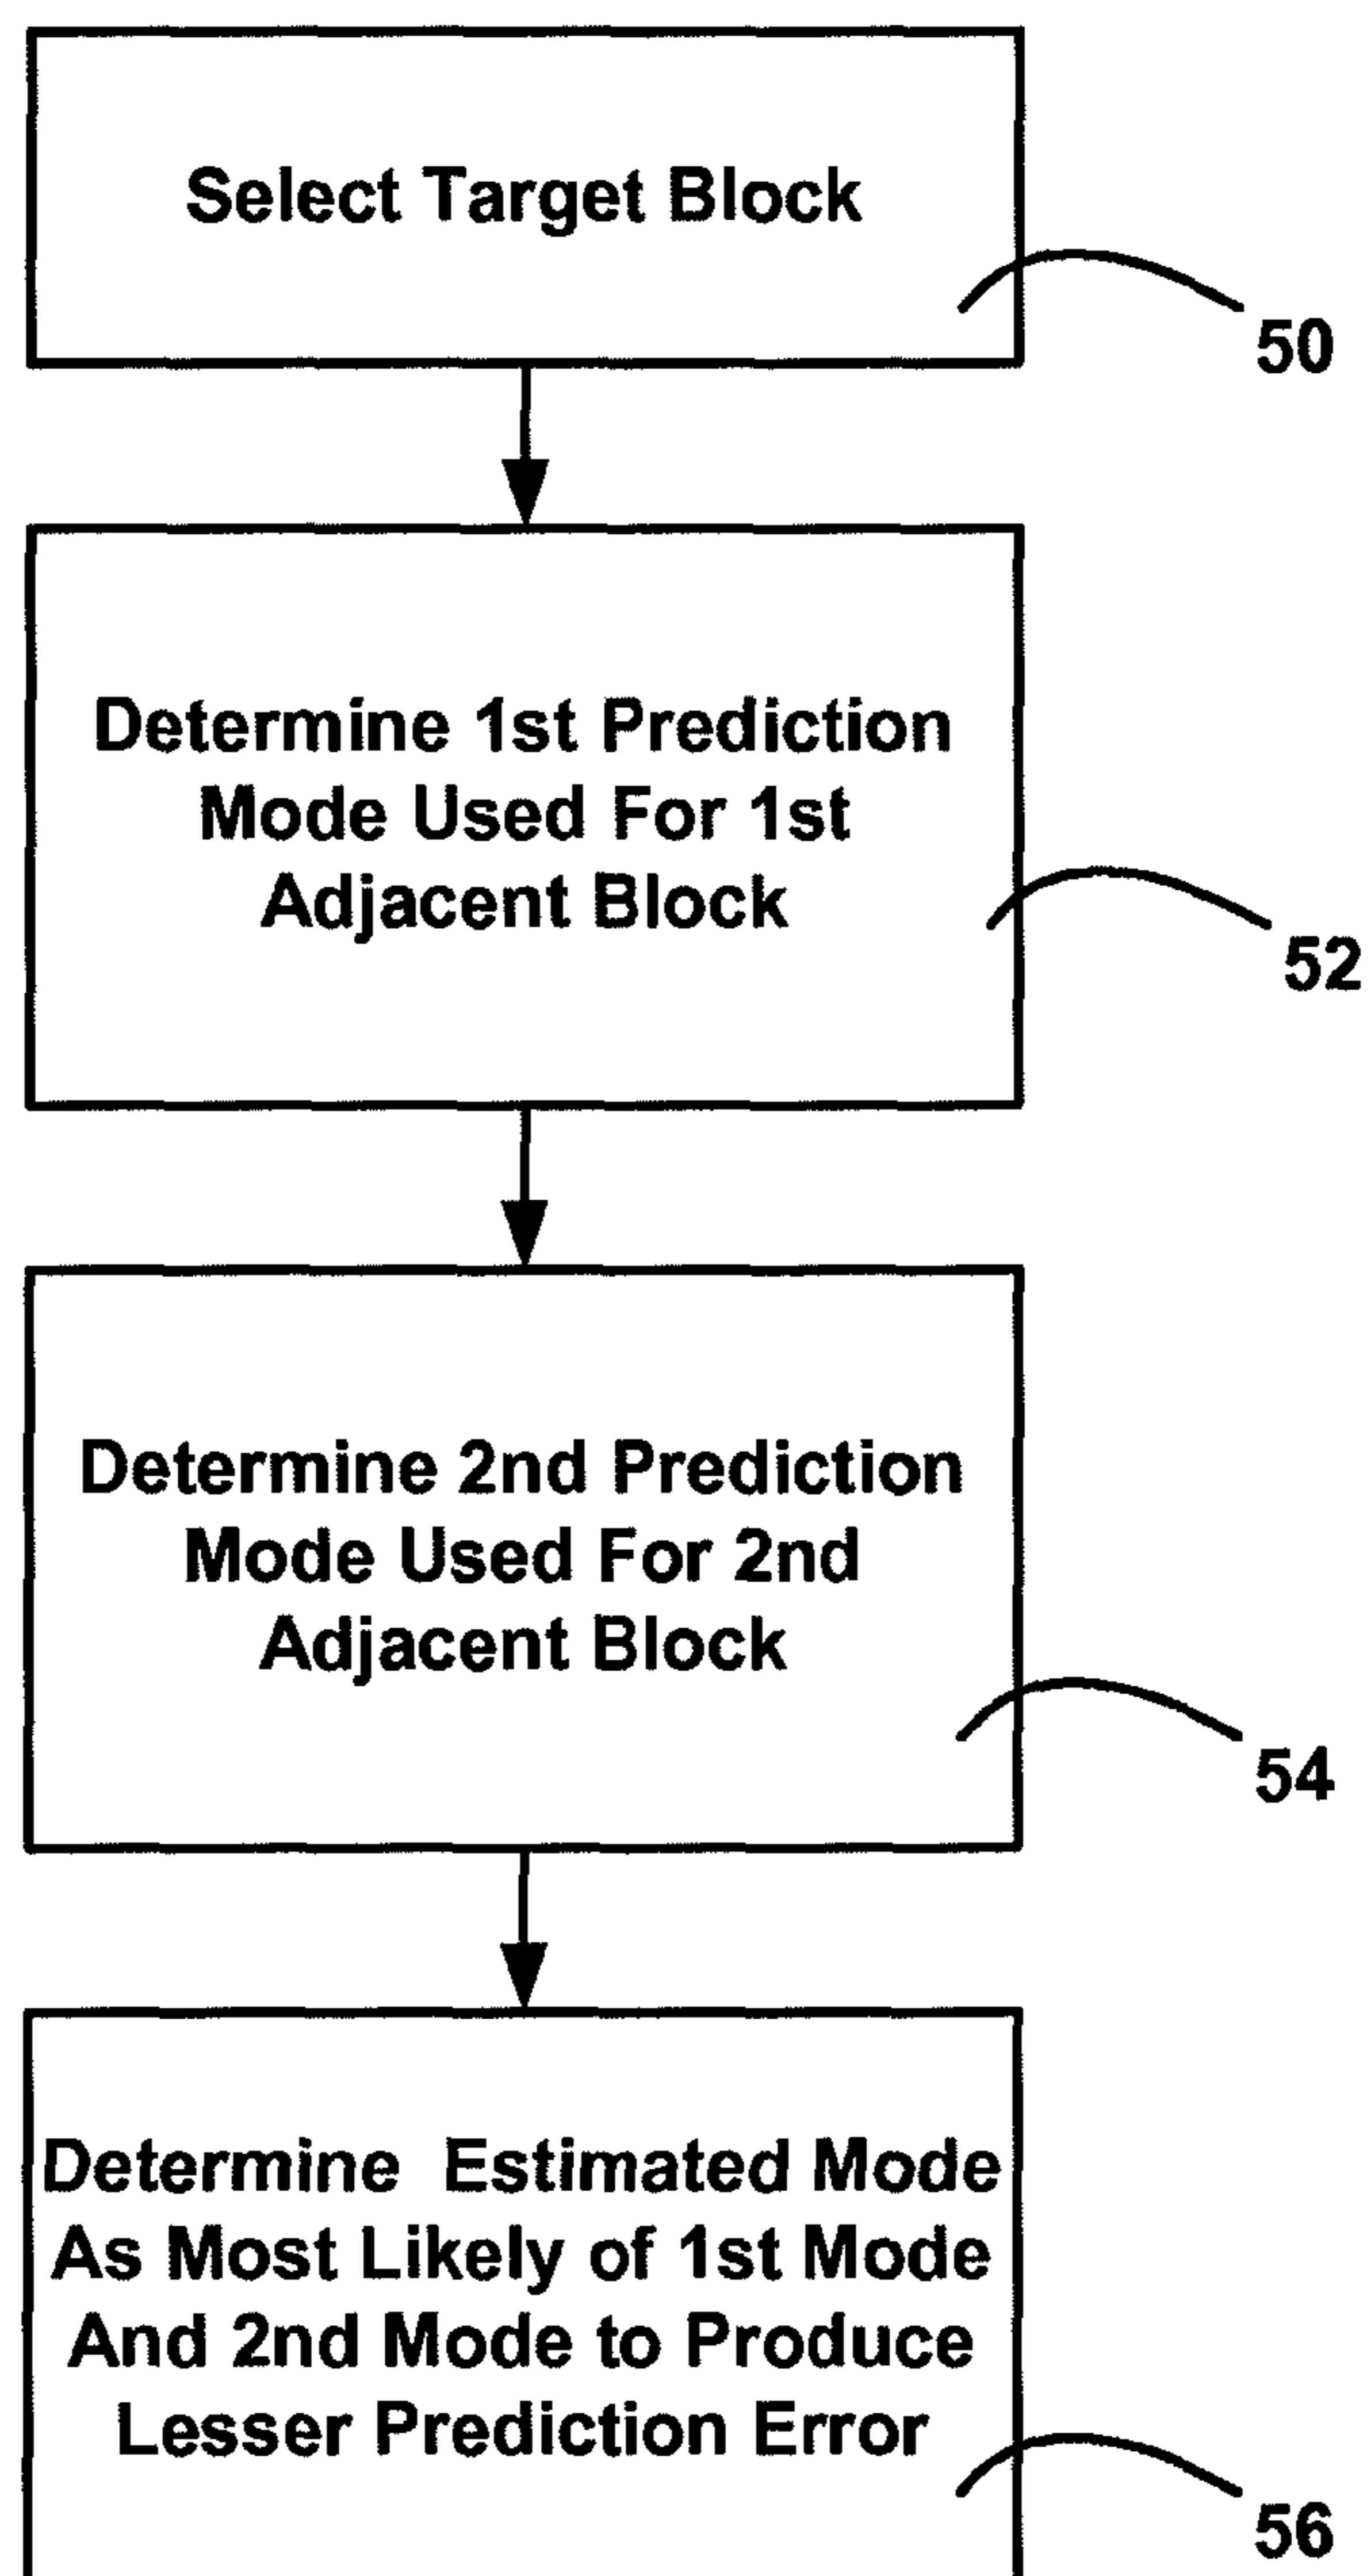 Select Target Block
50
Determine 1st Prediction
Mode Used For 1st
Adjacent Block
52
Determine 2nd Prediction
Mode Used For 2nd
Adjacent Block
54
Determine Estimated Mode
As Most Likely of 1st Mode
And 2nd Mode to Produce
Lesser Prediction Error
56